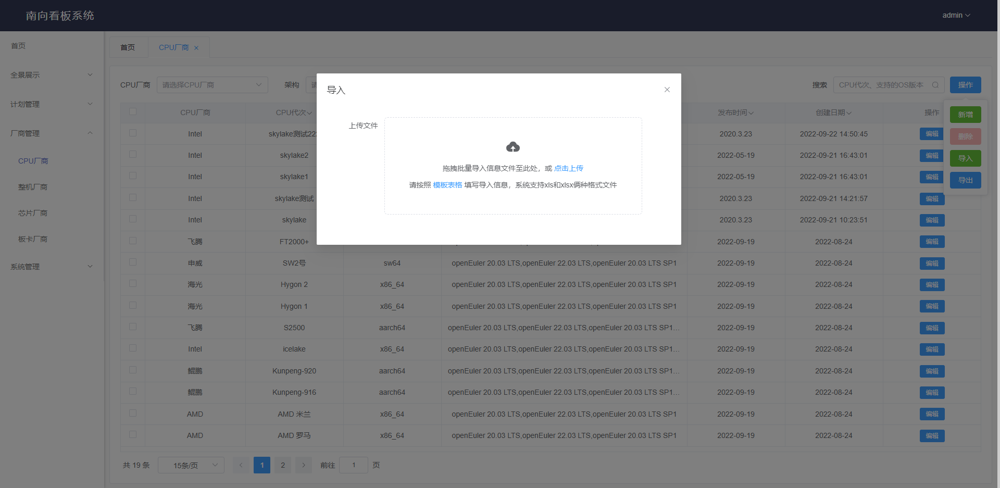 南向看板系统
admin
首页
全景展示
计划管理
厂商管理
CPU厂商
整机厂商
芯片厂商
板卡厂商
系统管理
首页 CPU厂商
CPU厂商 请选择CPU厂商 架构 搜索 CPU代次、支持的OS版本 操作
新增
删除
导入
导出
导入
上传文件
拖拽批量导入信息文件至此处，或 点击上传
请按照 模板表格 填写导入信息，系统支持xls和xlsx俩种格式文件
CPU厂商 CPU代次 发布时间 创建日期 操作
Intel skylake测试22 2020.3.23 2022-09-22 14:50:45 编辑
Intel skylake2 2022-05-19 2022-09-21 16:43:01 编辑
Intel skylake1 2022-05-19 2022-09-21 16:43:01 编辑
Intel skylake测试 2020.3.23 2022-09-21 14:21:57 编辑
Intel skylake 2020.3.23 2022-09-21 10:23:51 编辑
飞腾 FT2000+ 2022-09-19 2022-08-24 编辑
申威 SW2号 sw64 openEuler 20.03 LTS,openEuler 22.03 LTS,openEuler 20.03 LTS SP1 2022-09-19 2022-08-24 编辑
海光 Hygon 2 x86_64 openEuler 20.03 LTS,openEuler 22.03 LTS,openEuler 20.03 LTS SP1 2022-09-19 2022-08-24 编辑
海光 Hygon 1 x86_64 openEuler 20.03 LTS,openEuler 22.03 LTS,openEuler 20.03 LTS SP1 2022-09-19 2022-08-24 编辑
飞腾 S2500 aarch64 openEuler 20.03 LTS,openEuler 22.03 LTS,openEuler 20.03 LTS SP1... 2022-09-19 2022-08-24 编辑
Intel icelake x86_64 openEuler 20.03 LTS,openEuler 22.03 LTS,openEuler 20.03 LTS SP1... 2022-09-19 2022-08-24 编辑
鲲鹏 Kunpeng-920 aarch64 openEuler 20.03 LTS,openEuler 22.03 LTS,openEuler 20.03 LTS SP1... 2022-09-19 2022-08-24 编辑
鲲鹏 Kunpeng-916 aarch64 openEuler 20.03 LTS,openEuler 22.03 LTS,openEuler 20.03 LTS SP1... 2022-09-19 2022-08-24 编辑
AMD AMD 米兰 x86_64 openEuler 20.03 LTS,openEuler 22.03 LTS,openEuler 20.03 LTS SP1 2022-09-19 2022-08-24 编辑
AMD AMD 罗马 x86_64 openEuler 20.03 LTS,openEuler 22.03 LTS,openEuler 20.03 LTS SP1 2022-09-19 2022-08-24 编辑
共 19 条 15条/页 1 2 前往 1 页